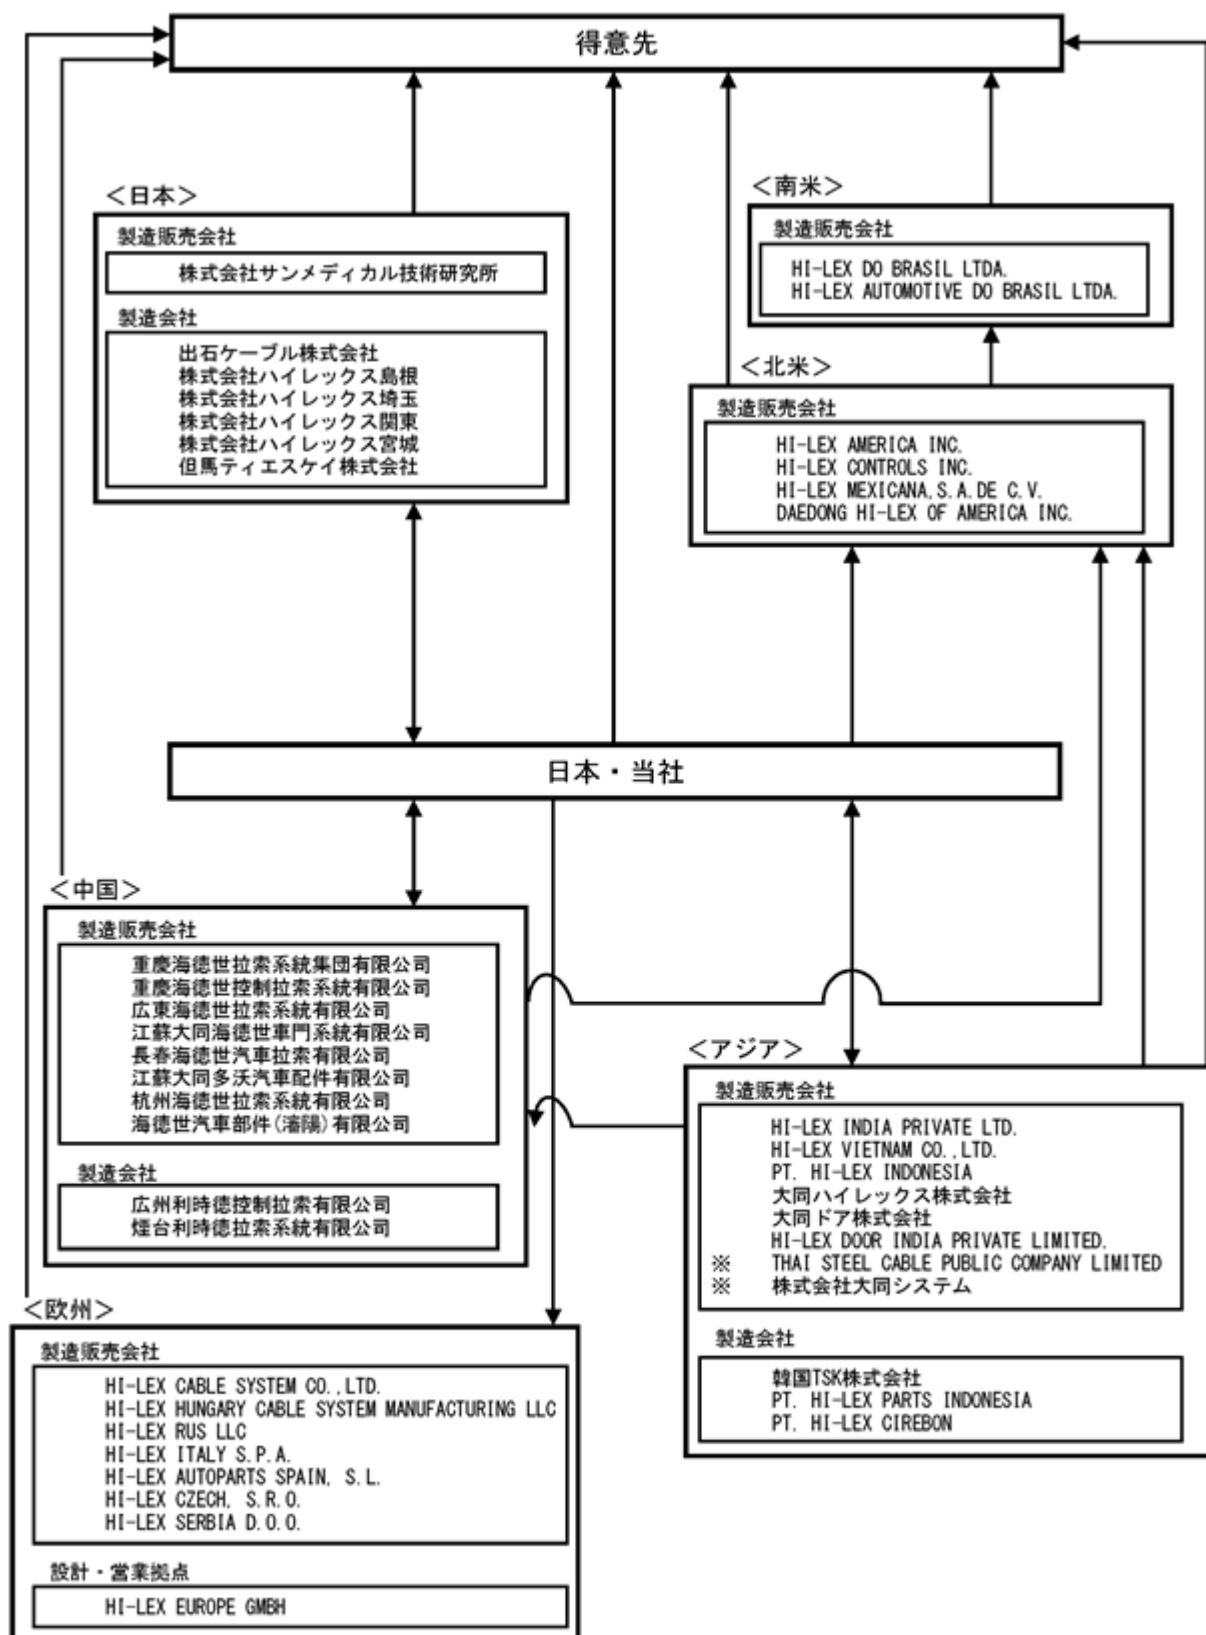 得意先
<日本>
製造販売会社
株式会社サンメディカル技術研究所
製造会社
出石ケーブル株式会社
株式会社ハイレックス島根
株式会社ハイレックス埼玉
株式会社ハイレックス関東
株式会社ハイレックス宮城
但馬ティエスケイ株式会社
<南米>
製造販売会社
HI-LEX DO BRASIL LTDA.
HI-LEX AUTOMOTIVE DO BRASIL LTDA.
<北米>
製造販売会社
HI-LEX AMERICA INC.
HI-LEX CONTROLS INC.
HI-LEX MEXICANA,S.A.DE C.V.
DAEDONG HI-LEX OF AMERICA INC.
日本・当社
<中国>
製造販売会社
重慶海徳世拉索系統集団有限公司
重慶海徳世控制拉索系統有限公司
広東海徳世拉索系統有限公司
江蘇大同海徳世車門系統有限公司
長春海徳世汽車拉索有限公司
江蘇大同多沃汽車配件有限公司
杭州海徳世拉索系統有限公司
海徳世汽車部件(瀋陽)有限公司
製造会社
広州利時徳控制拉索有限公司
煙台利時徳拉索系統有限公司
<アジア>
製造販売会社
HI-LEX INDIA PRIVATE LTD.
HI-LEX VIETNAM CO.,LTD.
PT. HI-LEX INDONESIA
大同ハイレックス株式会社
大同ドア株式会社
HI-LEX DOOR INDIA PRIVATE LIMITED.
※ THAI STEEL CABLE PUBLIC COMPANY LIMITED
※ 株式会社大同システム
製造会社
韓国TSK株式会社
PT. HI-LEX PARTS INDONESIA
PT. HI-LEX CIREBON
<欧州>
製造販売会社
HI-LEX CABLE SYSTEM CO.,LTD.
HI-LEX HUNGARY CABLE SYSTEM MANUFACTURING LLC
HI-LEX RUS LLC
HI-LEX ITALY S.P.A.
HI-LEX AUTOPARTS SPAIN, S.L.
HI-LEX CZECH, S.R.O.
HI-LEX SERBIA D.O.O.
設計・営業拠点
HI-LEX EUROPE GMBH